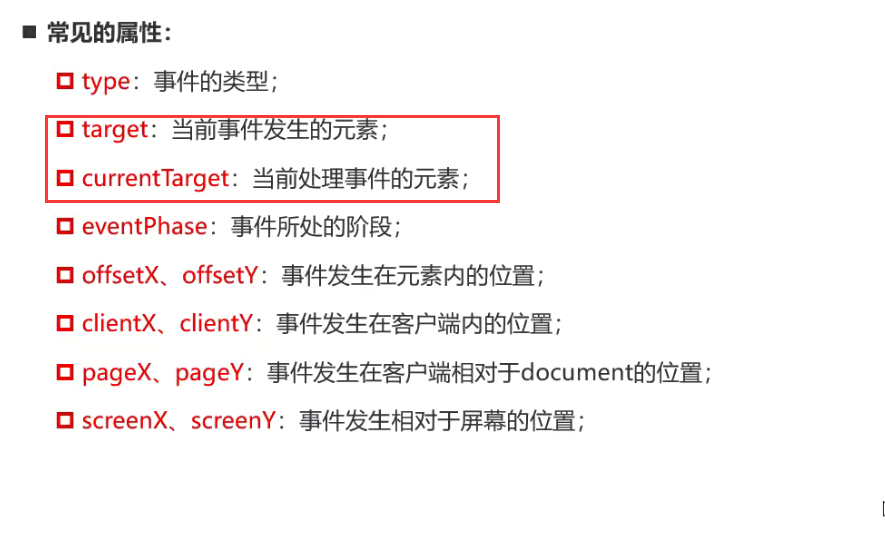 常见的属性：
type：事件的类型；
target：当前事件发生的元素；
currentTarget：当前处理事件的元素；
eventPhase：事件所处的阶段；
offsetX、offsetY：事件发生在元素内的位置；
clientX、clientY：事件发生在客户端内的位置；
pageX、pageY：事件发生在客户端相对于document的位置；
screenX、screenY：事件发生相对于屏幕的位置；